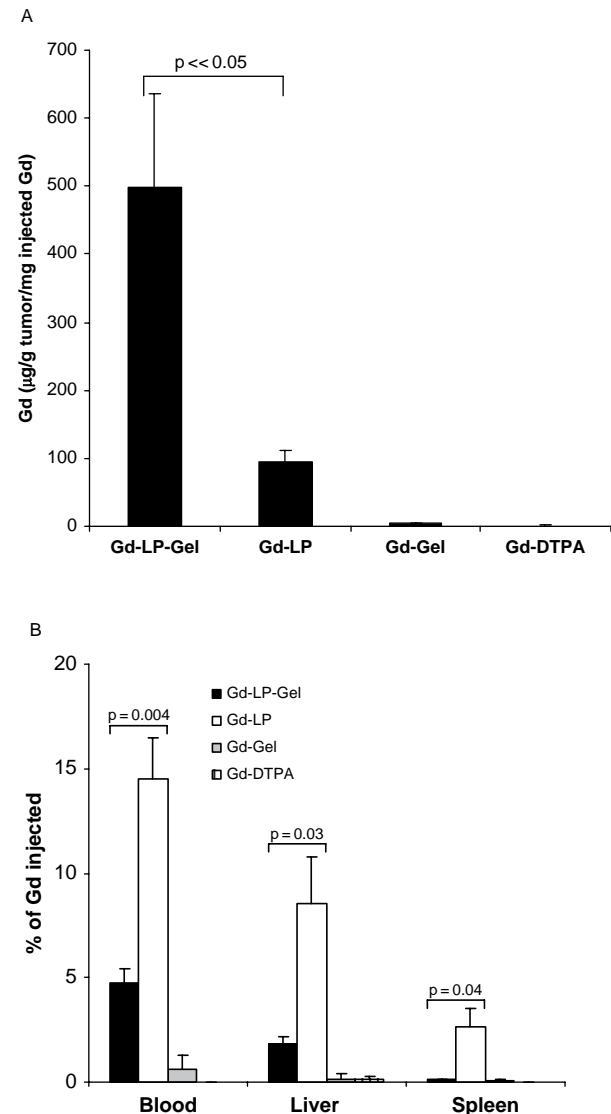 A
700
600
500
400
300
200
100
0
Gd (µg/g tumor/mg injected Gd)
p << 0.05
Gd-LP-Gel Gd-LP Gd-Gel Gd-DTPA
B
20
15
10
5
0
% of Gd injected
Gd-LP-Gel
Gd-LP
Gd-Gel
Gd-DTPA
p = 0.004
p = 0.03
p = 0.04
Blood Liver Spleen